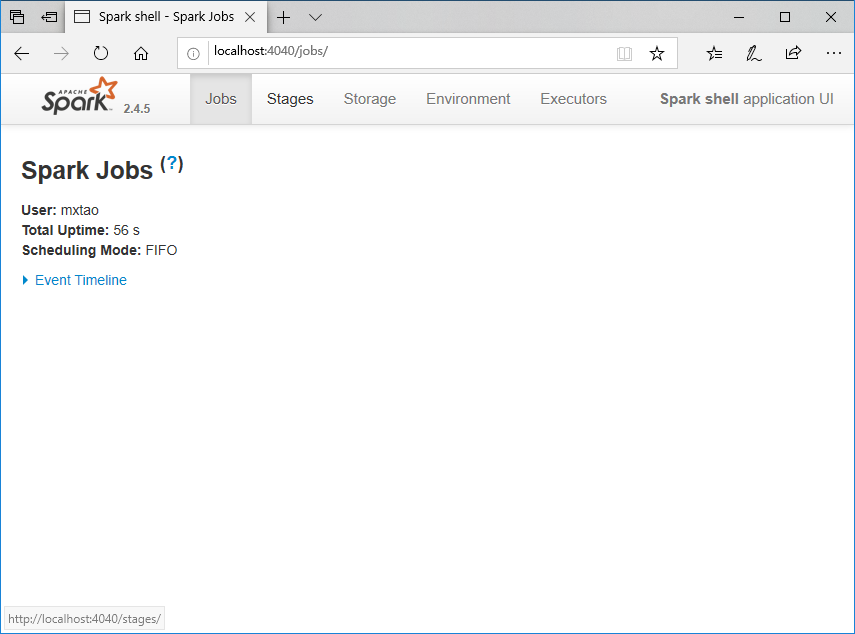 Spark shell - Spark Jobs
localhost:4040/jobs/
APACHE
Spark 2.4.5
Jobs
Stages
Storage
Environment
Executors
Spark shell application UI
Spark Jobs (?)
User: mxtao
Total Uptime: 56 s
Scheduling Mode: FIFO
Event Timeline
http://localhost:4040/stages/